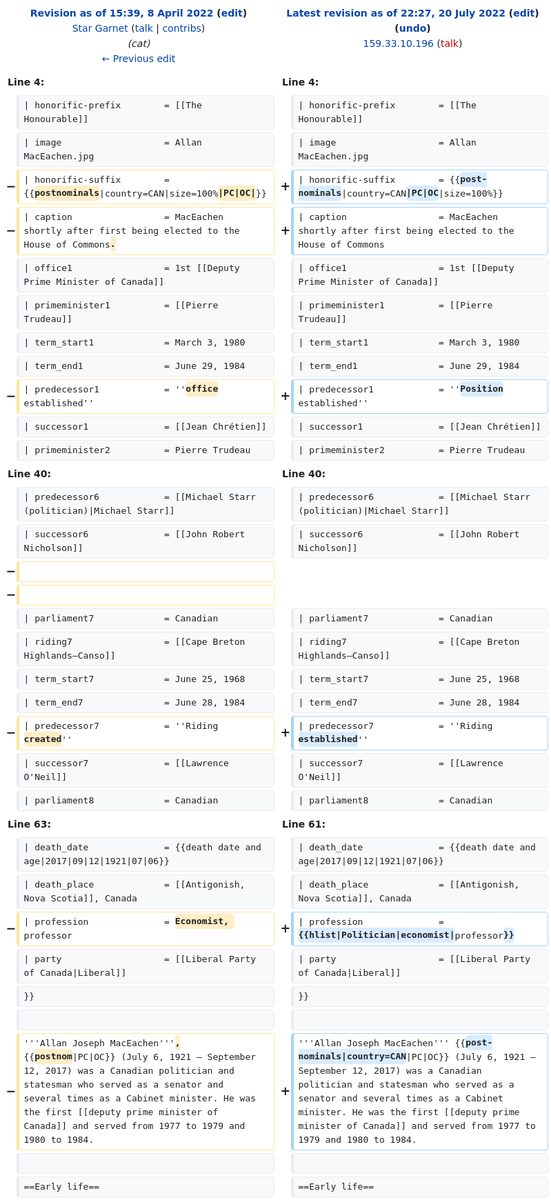 Revision as of 15:39, 8 April 2022 (edit)
Star Garnet (talk | contribs)
(cat)
← Previous edit
Latest revision as of 22:27, 20 July 2022 (edit)
(undo)
159.33.10.196 (talk)
Line 4:
Line 4:
| honorific-prefix = [[The
Honourable]]
| honorific-prefix = [[The
Honourable]]
| image = Allan
MacEachen.jpg
| image = Allan
MacEachen.jpg
− | honorific-suffix =
{{postnominals|country=CAN|size=100%|PC|OC|}}
+ | honorific-suffix = {{post-
nominals|country=CAN|PC|OC|size=100%}}
− | caption = MacEachen
shortly after first being elected to the
House of Commons.
+ | caption = MacEachen
shortly after first being elected to the
House of Commons
| office1 = 1st [[Deputy
Prime Minister of Canada]]
| office1 = 1st [[Deputy
Prime Minister of Canada]]
| primeminister1 = [[Pierre
Trudeau]]
| primeminister1 = [[Pierre
Trudeau]]
| term_start1 = March 3, 1980
| term_start1 = March 3, 1980
| term_end1 = June 29, 1984
| term_end1 = June 29, 1984
− | predecessor1 = ''office
established''
+ | predecessor1 = ''Position
established''
| successor1 = [[Jean Chrétien]]
| successor1 = [[Jean Chrétien]]
| primeminister2 = Pierre Trudeau
| primeminister2 = Pierre Trudeau
Line 40:
Line 40:
| predecessor6 = [[Michael Starr
(politician)|Michael Starr]]
| predecessor6 = [[Michael Starr
(politician)|Michael Starr]]
| successor6 = [[John Robert
Nicholson]]
| successor6 = [[John Robert
Nicholson]]
−
−
| parliament7 = Canadian
| parliament7 = Canadian
| riding7 = [[Cape Breton
Highlands—Canso]]
| riding7 = [[Cape Breton
Highlands—Canso]]
| term_start7 = June 25, 1968
| term_start7 = June 25, 1968
| term_end7 = June 28, 1984
| term_end7 = June 28, 1984
− | predecessor7 = ''Riding
created''
+ | predecessor7 = ''Riding
established''
| successor7 = [[Lawrence
O'Neil]]
| successor7 = [[Lawrence
O'Neil]]
| parliament8 = Canadian
| parliament8 = Canadian
Line 63:
Line 61:
| death_date = {{death date and
age|2017|09|12|1921|07|06}}
| death_date = {{death date and
age|2017|09|12|1921|07|06}}
| death_place = [[Antigonish,
Nova Scotia]], Canada
| death_place = [[Antigonish,
Nova Scotia]], Canada
− | profession = Economist,
professor
+ | profession =
{{hlist|Politician|economist|professor}}
| party = [[Liberal Party
of Canada|Liberal]]
| party = [[Liberal Party
of Canada|Liberal]]
}}
}}
− '''Allan Joseph MacEachen''',
{{postnom|PC|OC}} (July 6, 1921 – September
12, 2017) was a Canadian politician and
statesman who served as a senator and
several times as a Cabinet minister. He was
the first [[deputy prime minister of
Canada]] and served from 1977 to 1979 and
1980 to 1984.
+ '''Allan Joseph MacEachen''' {{post-
nominals|country=CAN|PC|OC}} (July 6, 1921 –
September 12, 2017) was a Canadian
politician and statesman who served as a
senator and several times as a Cabinet
minister. He was the first [[deputy prime
minister of Canada]] and served from 1977 to
1979 and 1980 to 1984.
==Early life==
==Early life==